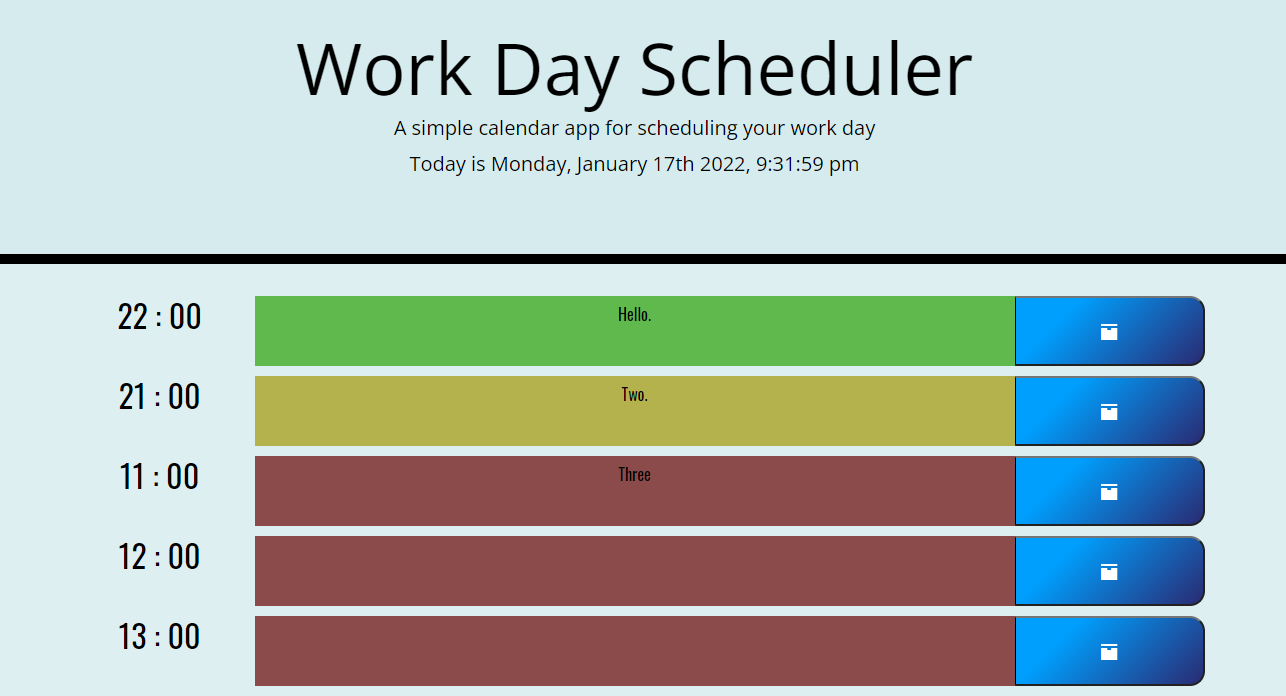 Work Day Scheduler
A simple calendar app for scheduling your work day
Today is Monday, January 17th 2022, 9:31:59 pm
22 : 00 Hello.
21 : 00 Two.
11 : 00 Three
12 : 00
13 : 00